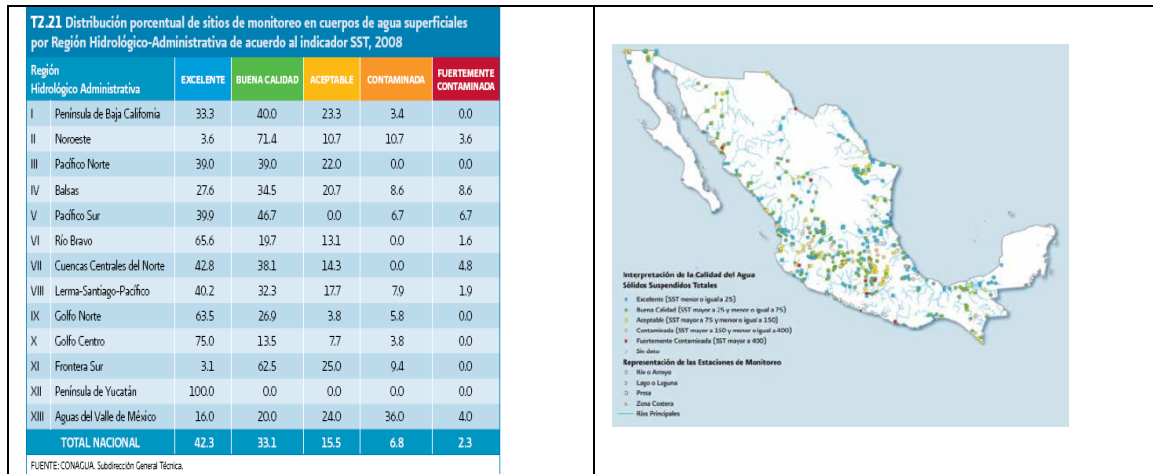 T2.21 Distribución porcentual de sitios de monitoreo en cuerpos de agua superficiales
por Región Hidrológico-Administrativa de acuerdo al indicador SST, 2008
Región
Hidrológico Administrativa EXCELENTE BUENA CALIDAD ACEPTABLE CONTAMINADA FUERTEMENTE CONTAMINADA
I Península de Baja California 33.3 40.0 23.3 3.4 0.0
II Noroeste 3.6 71.4 10.7 10.7 3.6
III Pacífico Norte 39.0 39.0 22.0 0.0 0.0
IV Balsas 27.6 34.5 20.7 8.6 8.6
V Pacífico Sur 39.9 46.7 0.0 6.7 6.7
VI Río Bravo 65.6 19.7 13.1 0.0 1.6
VII Cuencas Centrales del Norte 42.8 38.1 14.3 0.0 4.8
VIII Lerma-Santiago-Pacífico 40.2 32.3 17.7 7.9 1.9
IX Golfo Norte 63.5 26.9 3.8 5.8 0.0
X Golfo Centro 75.0 13.5 7.7 3.8 0.0
XI Frontera Sur 3.1 62.5 25.0 9.4 0.0
XII Península de Yucatán 100.0 0.0 0.0 0.0 0.0
XIII Aguas del Valle de México 16.0 20.0 24.0 36.0 4.0
TOTAL NACIONAL 42.3 33.1 15.5 6.8 2.3
FUENTE: CONAGUA. Subdirección General Técnica.
Interpretación de la Calidad del Agua
Sólidos Suspendidos Totales
Excelente (SST menor o igual a 25)
Buena Calidad (SST mayor a 25 y menor o igual a 75)
Aceptable (SST mayor a 75 y menor o igual a 150)
Contaminada (SST mayor a 150 y menor o igual a 400)
Fuertemente Contaminada (SST mayor a 400)
Sin dato
Representación de las Estaciones de Monitoreo
Río o Arroyo
Lago o Laguna
Presa
Zona Costera
Ríos Principales